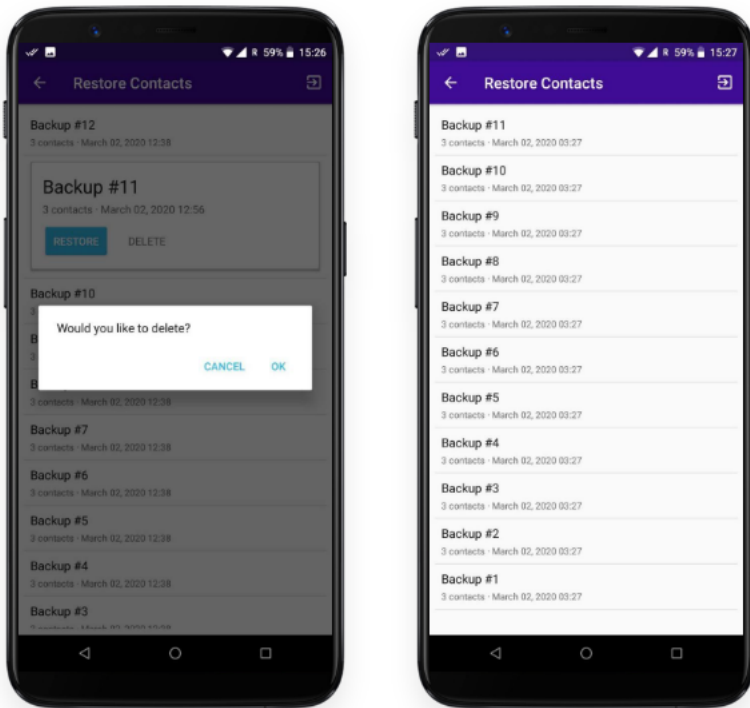 R 59% 15:26
Restore Contacts
Backup #12
3 contacts · March 02, 2020 12:38
Backup #11
3 contacts · March 02, 2020 12:56
RESTORE DELETE
Backup #10
3
B
3
Would you like to delete?
CANCEL OK
B
3 contacts · March 02, 2020 12:38
Backup #7
3 contacts · March 02, 2020 12:38
Backup #6
3 contacts · March 02, 2020 12:38
Backup #5
3 contacts · March 02, 2020 12:38
Backup #4
3 contacts · March 02, 2020 12:38
Backup #3
3 contacts · March 02, 2020 12:38
R 59% 15:27
Restore Contacts
Backup #11
3 contacts · March 02, 2020 03:27
Backup #10
3 contacts · March 02, 2020 03:27
Backup #9
3 contacts · March 02, 2020 03:27
Backup #8
3 contacts · March 02, 2020 03:27
Backup #7
3 contacts · March 02, 2020 03:27
Backup #6
3 contacts · March 02, 2020 03:27
Backup #5
3 contacts · March 02, 2020 03:27
Backup #4
3 contacts · March 02, 2020 03:27
Backup #3
3 contacts · March 02, 2020 03:27
Backup #2
3 contacts · March 02, 2020 03:27
Backup #1
3 contacts · March 02, 2020 03:27